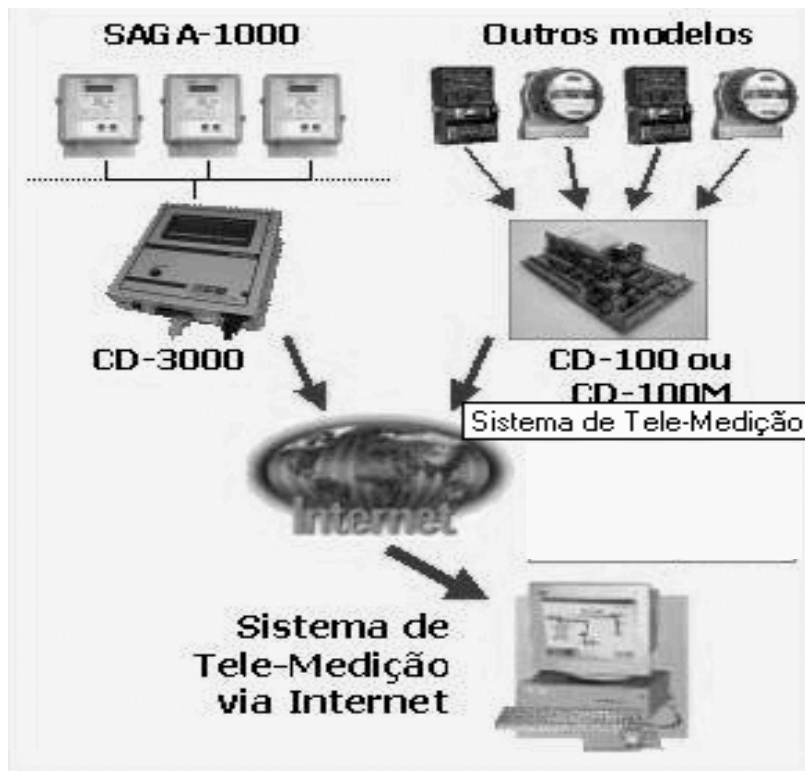 SAGA-1000
Outros modelos
CD-3000
CD-100 ou
CD-100M
Sistema de Tele-Medição
Internet
Sistema de
Tele-Medição
via Internet